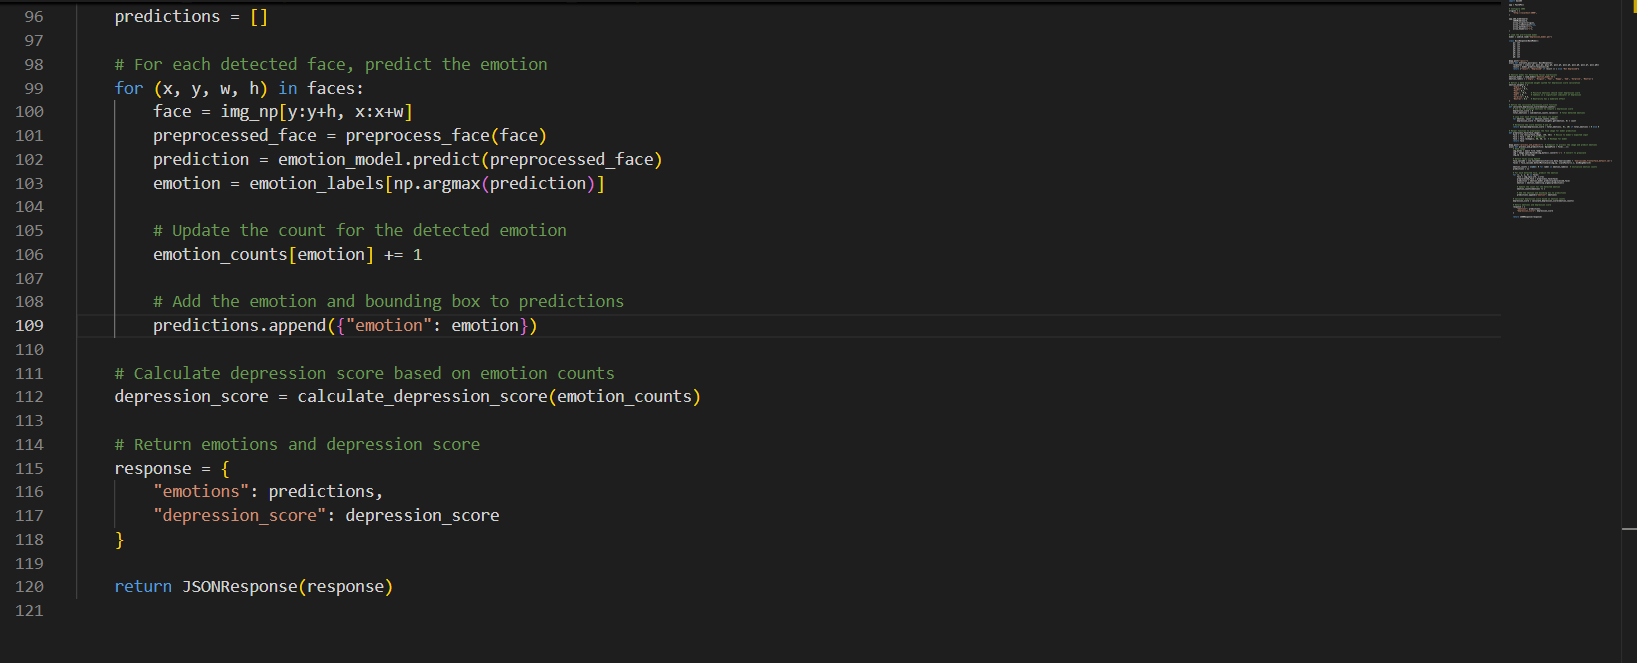 96 predictions = []
97
98 # For each detected face, predict the emotion
99 for (x, y, w, h) in faces:
100 face = img_np[y:y+h, x:x+w]
101 preprocessed_face = preprocess_face(face)
102 prediction = emotion_model.predict(preprocessed_face)
103 emotion = emotion_labels[np.argmax(prediction)]
104
105 # Update the count for the detected emotion
106 emotion_counts[emotion] += 1
107
108 # Add the emotion and bounding box to predictions
109 predictions.append({"emotion": emotion})
110
111 # Calculate depression score based on emotion counts
112 depression_score = calculate_depression_score(emotion_counts)
113
114 # Return emotions and depression score
115 response = {
116 "emotions": predictions,
117 "depression_score": depression_score
118 }
119
120 return JSONResponse(response)
121